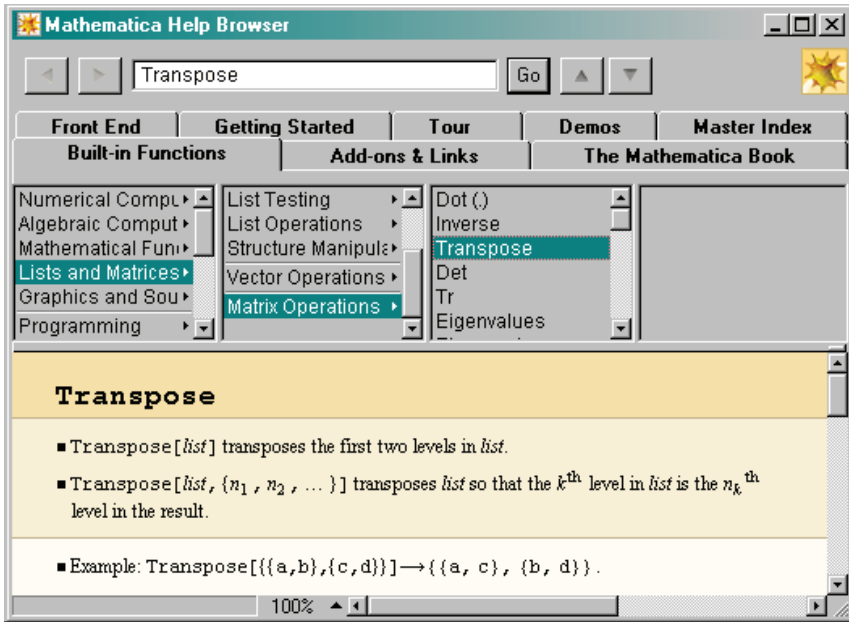 Mathematica Help Browser
Transpose
Go
Front End
Getting Started
Tour
Demos
Master Index
Built-in Functions
Add-ons & Links
The Mathematica Book
Numerical Compu
Algebraic Comput
Mathematical Fun
Lists and Matrices
Graphics and Sou
Programming
List Testing
List Operations
Structure Manipula
Vector Operations
Matrix Operations
Dot (.)
Inverse
Transpose
Det
Tr
Eigenvalues
Transpose
■ Transpose[list] transposes the first two levels in list.
■ Transpose[list, {n₁, n₂, … }] transposes list so that the kᵗʰ level in list is the nₖᵗʰ
level in the result.
■ Example: Transpose[{{a,b},{c,d}}]⟶{{a, c}, {b, d}} .
100%